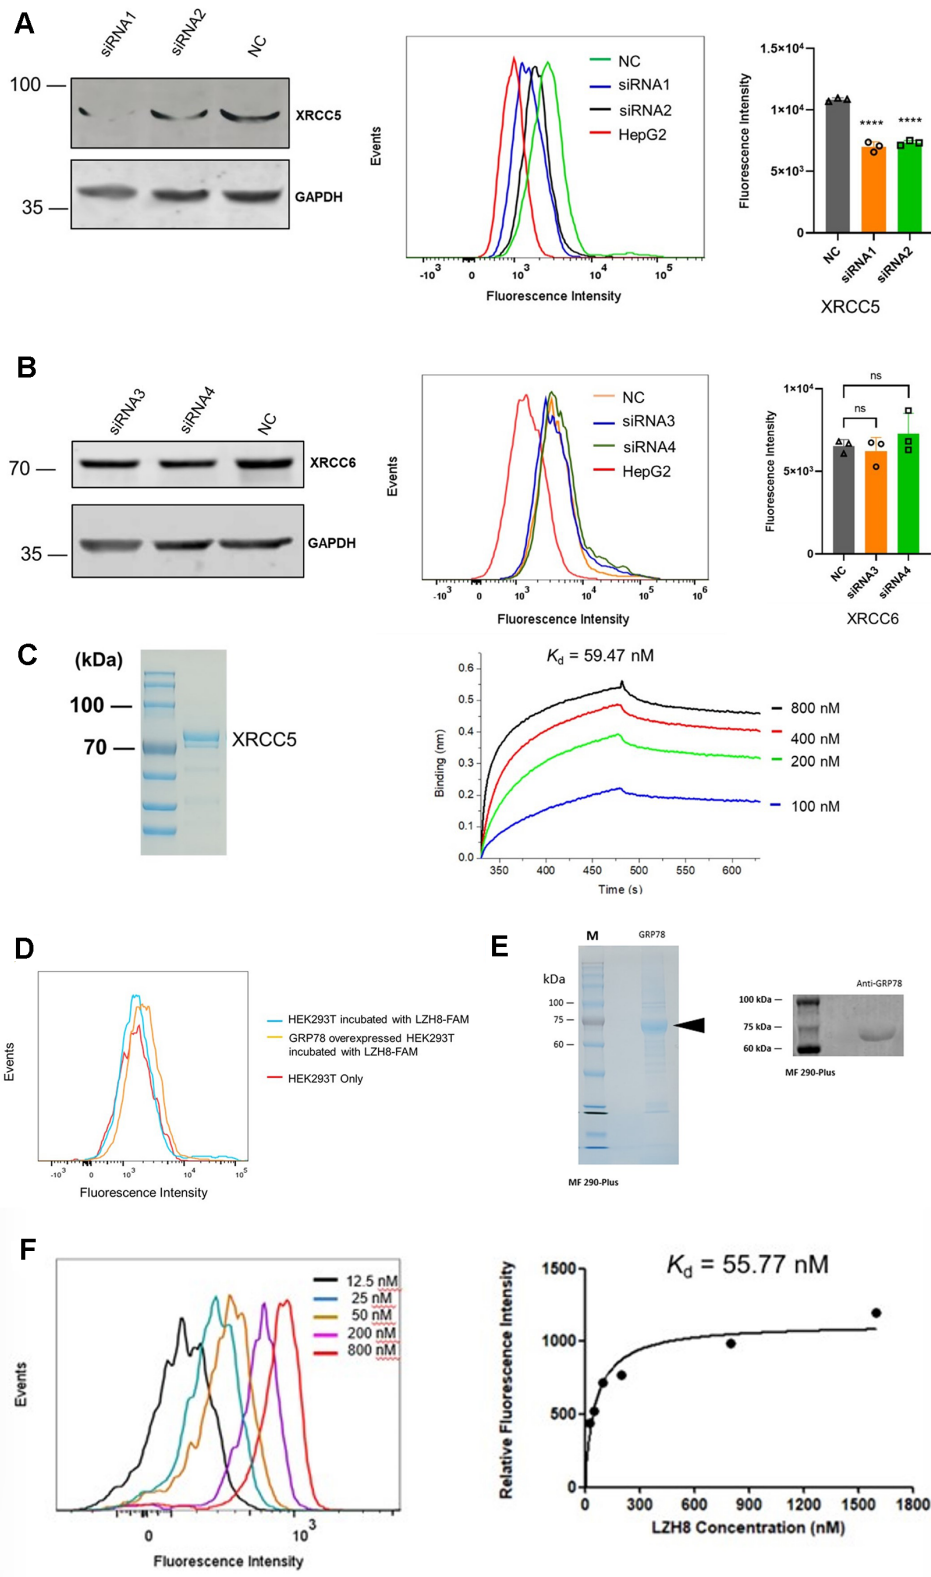 A
siRNA1
siRNA2
NC
100
XRCC5
GAPDH
35
Events
NC
siRNA1
siRNA2
HepG2
-10³ 0 10³ 10⁴ 10⁵
Fluorescence Intensity
Fluorescence Intensity
1.5×10⁴
1×10⁴
5×10³
0
**** ****
NC
siRNA1
siRNA2
XRCC5
B
siRNA3
siRNA4
NC
70
XRCC6
GAPDH
35
Events
NC
siRNA3
siRNA4
HepG2
-10³ 0 10³ 10⁴ 10⁵ 10⁶
Fluorescence Intensity
Fluorescence Intensity
1×10⁴
5×10³
0
ns
ns
NC
siRNA3
siRNA4
XRCC6
C
(kDa)
100
70
XRCC5
Kd = 59.47 nM
Binding (nm)
0.6
0.5
0.4
0.3
0.2
0.1
0.0
800 nM
400 nM
200 nM
100 nM
350 400 450 500 550 600
Time (s)
D
Events
HEK293T incubated with LZH8-FAM
GRP78 overexpressed HEK293T
incubated with LZH8-FAM
HEK293T Only
-10³ 0 10³ 10⁴ 10⁵
Fluorescence Intensity
E
M GRP78
kDa
100
75
60
MF 290-Plus
Anti-GRP78
100 kDa
75 kDa
60 kDa
MF 290-Plus
F
Events
12.5 nM
25 nM
50 nM
200 nM
800 nM
0 10³
Fluorescence Intensity
Kd = 55.77 nM
Relative Fluorescence Intensity
1500
1000
500
0
0 300 600 900 1200 1500 1800
LZH8 Concentration (nM)